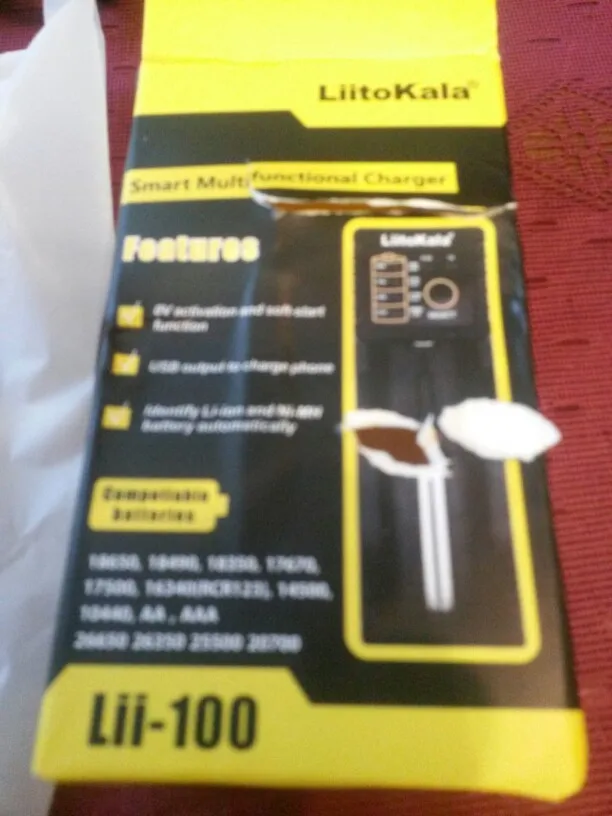 LiitoKala®
Smart Multifunctional Charger
Features
LiitoKala®
0V activation and soft start
function
USB output to charge phone
Identify Li-ion and Ni-MH
battery automatically
Compatiable
batteries
18650, 18490, 18350, 17670,
17500, 16340(RCR123), 14500,
10440, AA , AAA
26650 26350 25500 20700
Lii-100